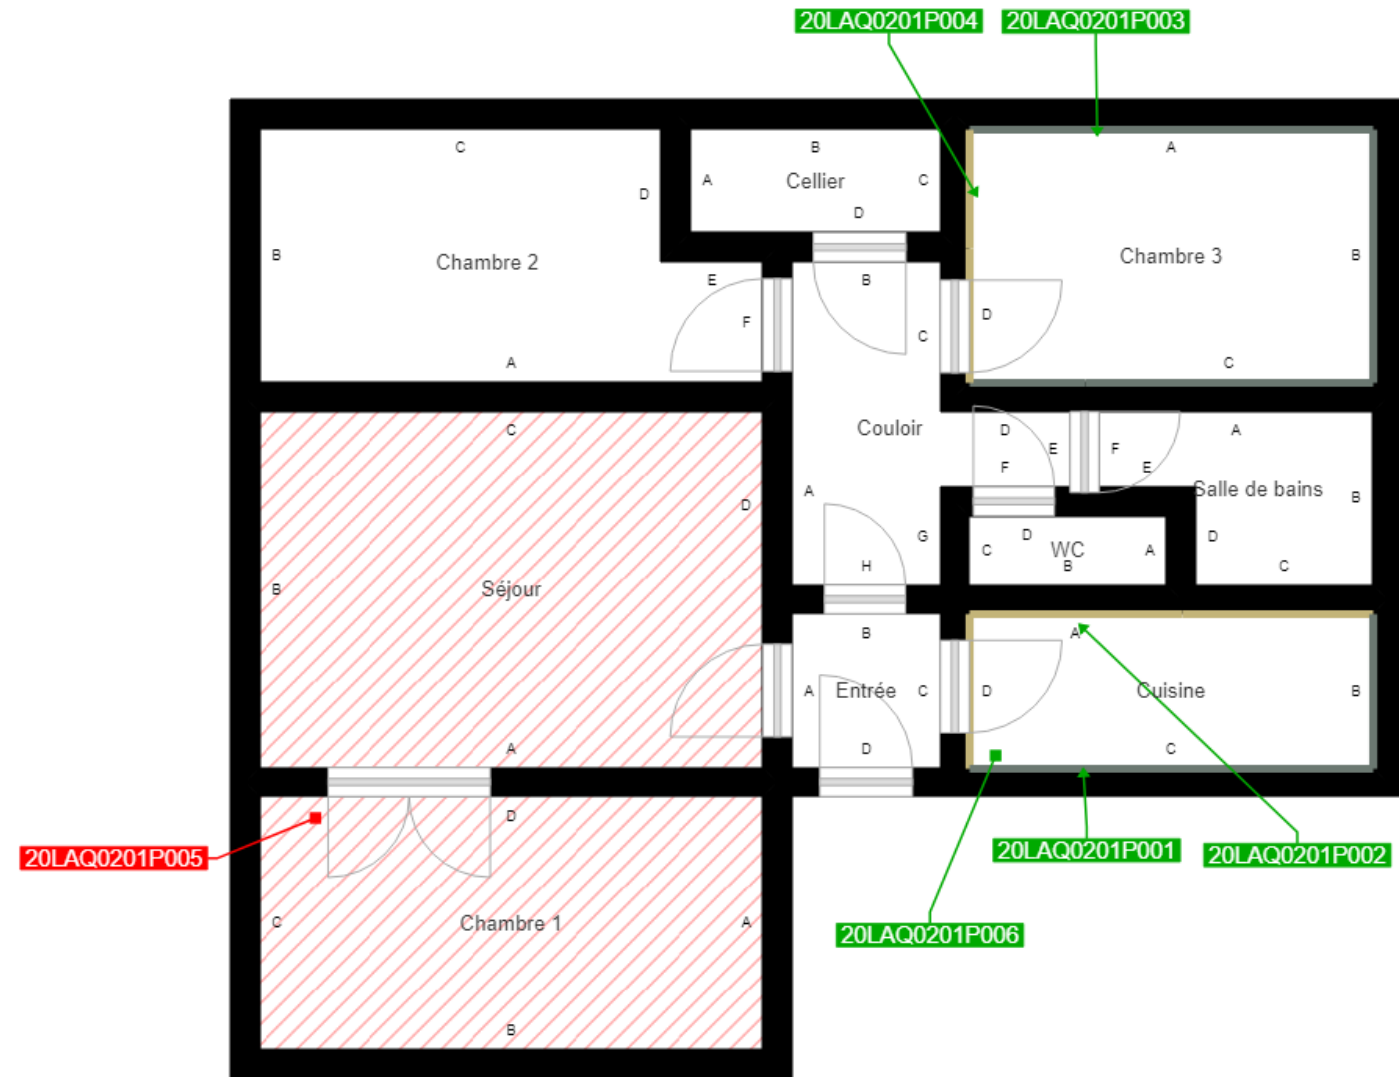 20LAQ0201P004 20LAQ0201P003
C
B
A
D
A
Cellier
C
D
B
Chambre 2
Chambre 3
B
E
B
F
D
C
A
C
C
Couloir
D
A
E
F
F
E
A
D
Salle de bains
B
G
D
D
C
WC
A
B
H
C
B
Séjour
B
A
A
Entrée
C
D
Cuisine
B
A
D
C
D
20LAQ0201P005
20LAQ0201P001
20LAQ0201P002
C
Chambre 1
A
20LAQ0201P006
B